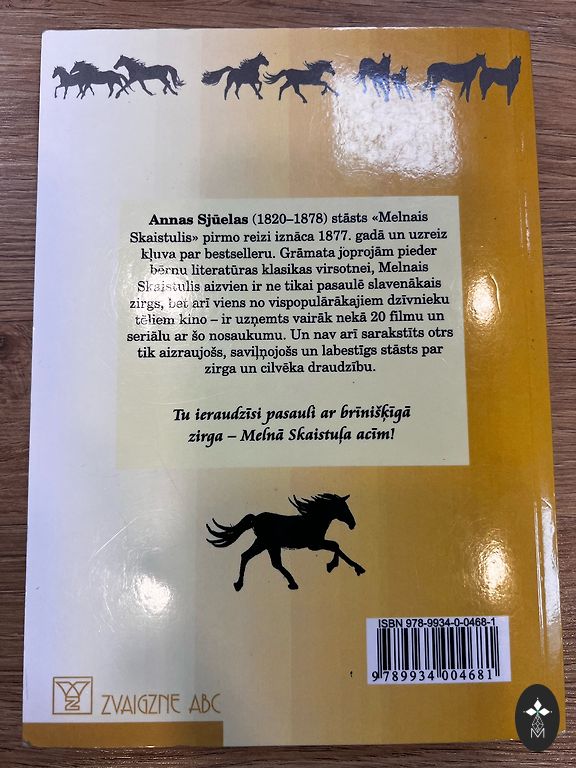 Annas Sjūelas (1820–1878) stāsts «Melnais
Skaistulis» pirmo reizi iznāca 1877. gadā un uzreiz
kļuva par bestselleru. Grāmata joprojām pieder
bērnu literatūras klasikas virsotnei, Melnais
Skaistulis aizvien ir ne tikai pasaulē slavenākais
zirgs, bet arī viens no vispopulārākajiem dzīvnieku
tēliem kino – ir uzņemts vairāk nekā 20 filmu un
seriālu ar šo nosaukumu. Un nav arī sarakstīts otrs
tik aizraujošs, saviļņojošs un labestīgs stāsts par
zirga un cilvēka draudzību.
Tu ieraudzīsi pasauli ar brīnišķīgā
zirga – Melnā Skaistuļa acīm!
ISBN 978-9934-0-0468-1
9 789934 004681
ZVAIGZNE ABC
M